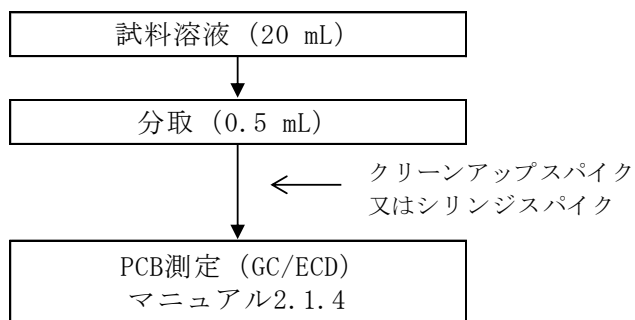 試料溶液 (20 mL)
分取 (0.5 mL)
クリーンアップスパイク
又はシリンジスパイク
PCB測定 (GC/ECD)
マニュアル2.1.4